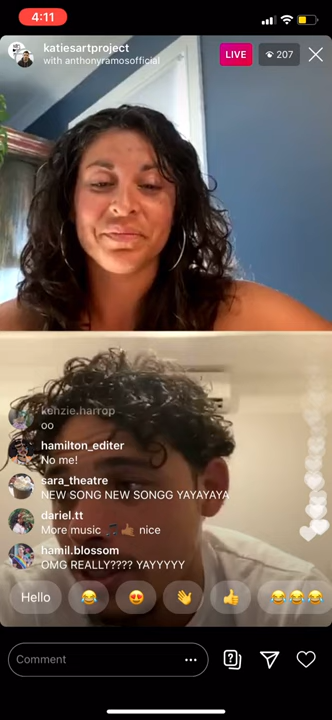 4:11
katiesartproject
with anthonyramosofficial
LIVE
207
kenzie.harrop
oo
hamilton_editer
No me!
sara_theatre
NEW SONG NEW SONGG YAYAYAYA
dariel.tt
More music 🎵 🤙🏽 nice
hamil.blossom
OMG REALLY???? YAYYYYY
Hello 😂 😍 👋 👍 😂😂😂
Comment